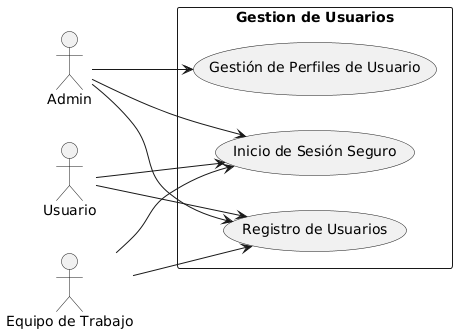 Gestion de Usuarios
Gestión de Perfiles de Usuario
Admin
Inicio de Sesión Seguro
Usuario
Registro de Usuarios
Equipo de Trabajo